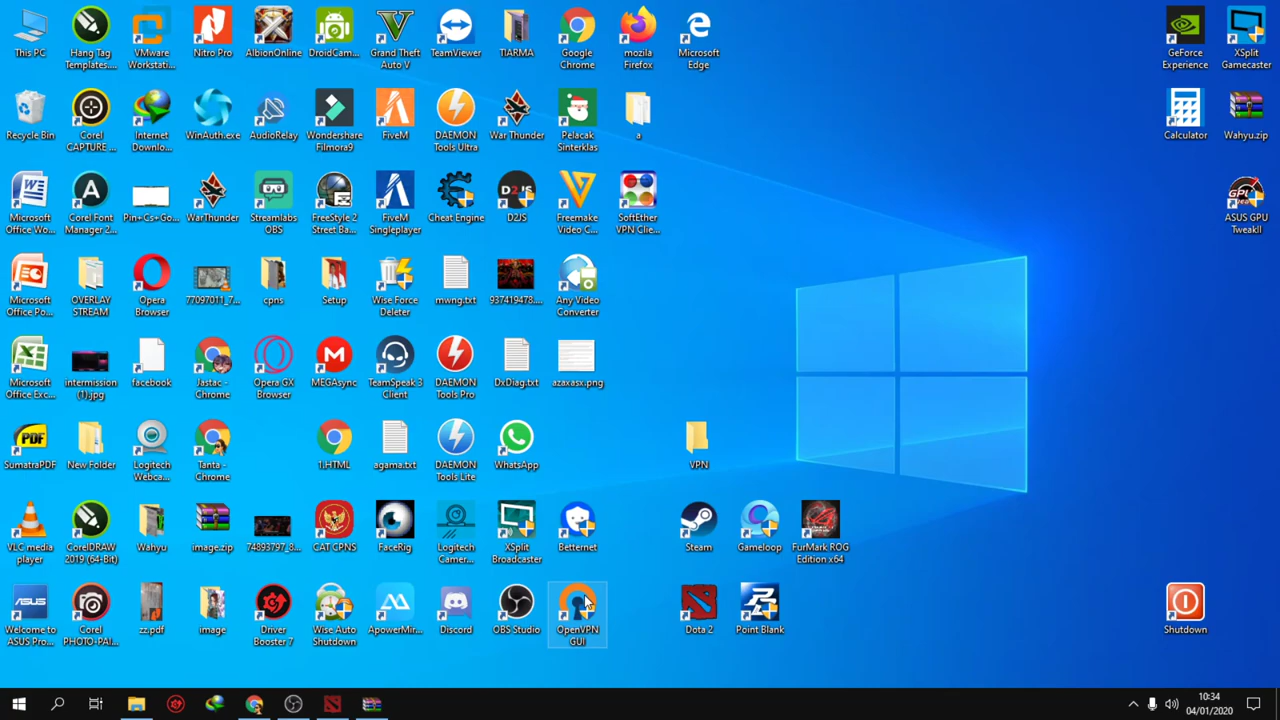 This PC
Hang Tag
Templates....
VMware
Workstati...
Nitro Pro
AlbionOnline
DroidCam...
Grand Theft
Auto V
TeamViewer
TIARMA
Google
Chrome
mozila
Firefox
Microsoft
Edge
GeForce
Experience
XSplit
Gamecaster
Recycle Bin
Corel
CAPTURE ...
Internet
Downlo...
WinAuth.exe
AudioRelay
Wondershare
Filmora9
FiveM
DAEMON
Tools Ultra
War Thunder
Pelacak
Sinterklas
a
Calculator
Wahyu.zip
Microsoft
Office Wo...
Corel Font
Manager 2...
Pin+Cs+Go...
WarThunder
Streamlabs
OBS
FreeStyle 2
Street Ba...
FiveM
Singleplayer
Cheat Engine
D2JS
D2JS
Freemake
Video C...
SoftEther
VPN Clie...
ASUS GPU
TweakII
Microsoft
Office Po...
OVERLAY
STREAM
Opera
Browser
77097011_7...
cpns
Setup
Wise Force
Deleter
mwng.txt
937419478....
Any Video
Converter
Microsoft
Office Exc...
intermission
(1).jpg
facebook
Jastac -
Chrome
Opera GX
Browser
MEGAsync
TeamSpeak 3
Client
DAEMON
Tools Pro
DxDiag.txt
azaxasx.png
PDF
SumatraPDF
New Folder
Logitech
Webca...
Tanta -
Chrome
1.HTML
agama.txt
DAEMON
Tools Lite
WhatsApp
VPN
VLC media
player
CorelDRAW
2019 (64-Bit)
Wahyu
image.zip
74893797_8...
CAT CPNS
FaceRig
Logitech
Camer...
XSplit
Broadcaster
Betternet
Steam
Gameloop
FurMark ROG
Edition x64
ASUS
Welcome to
ASUS Pro...
Corel
PHOTO-PAI...
zz.pdf
image
Driver
Booster 7
Wise Auto
Shutdown
ApowerMir...
Discord
OBS Studio
OpenVPN
GUI
Dota 2
Point Blank
Shutdown
10:34
04/01/2020